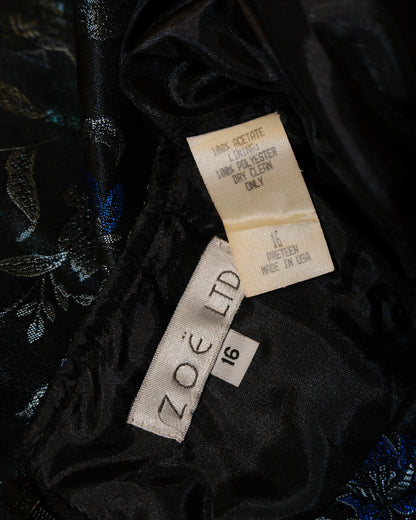 100% ACETATE
LINING:
100% POLYESTER
DRY CLEAN
ONLY
16
PRETEEN
MADE IN USA
ZOË LTD
16